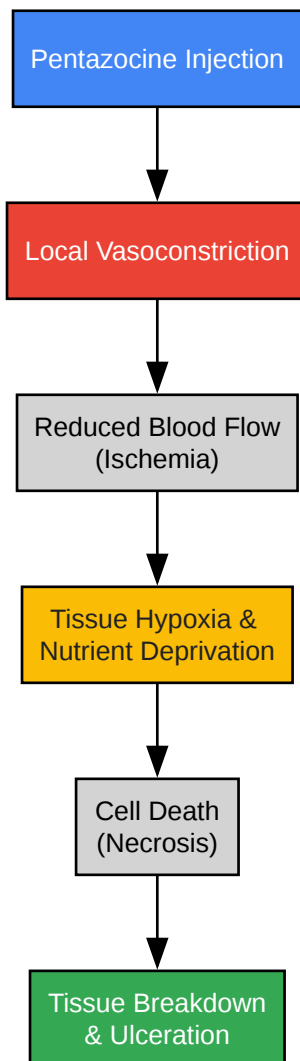 Pentazocine Injection
Local Vasoconstriction
Reduced Blood Flow
(Ischemia)
Tissue Hypoxia &
Nutrient Deprivation
Cell Death
(Necrosis)
Tissue Breakdown
& Ulceration